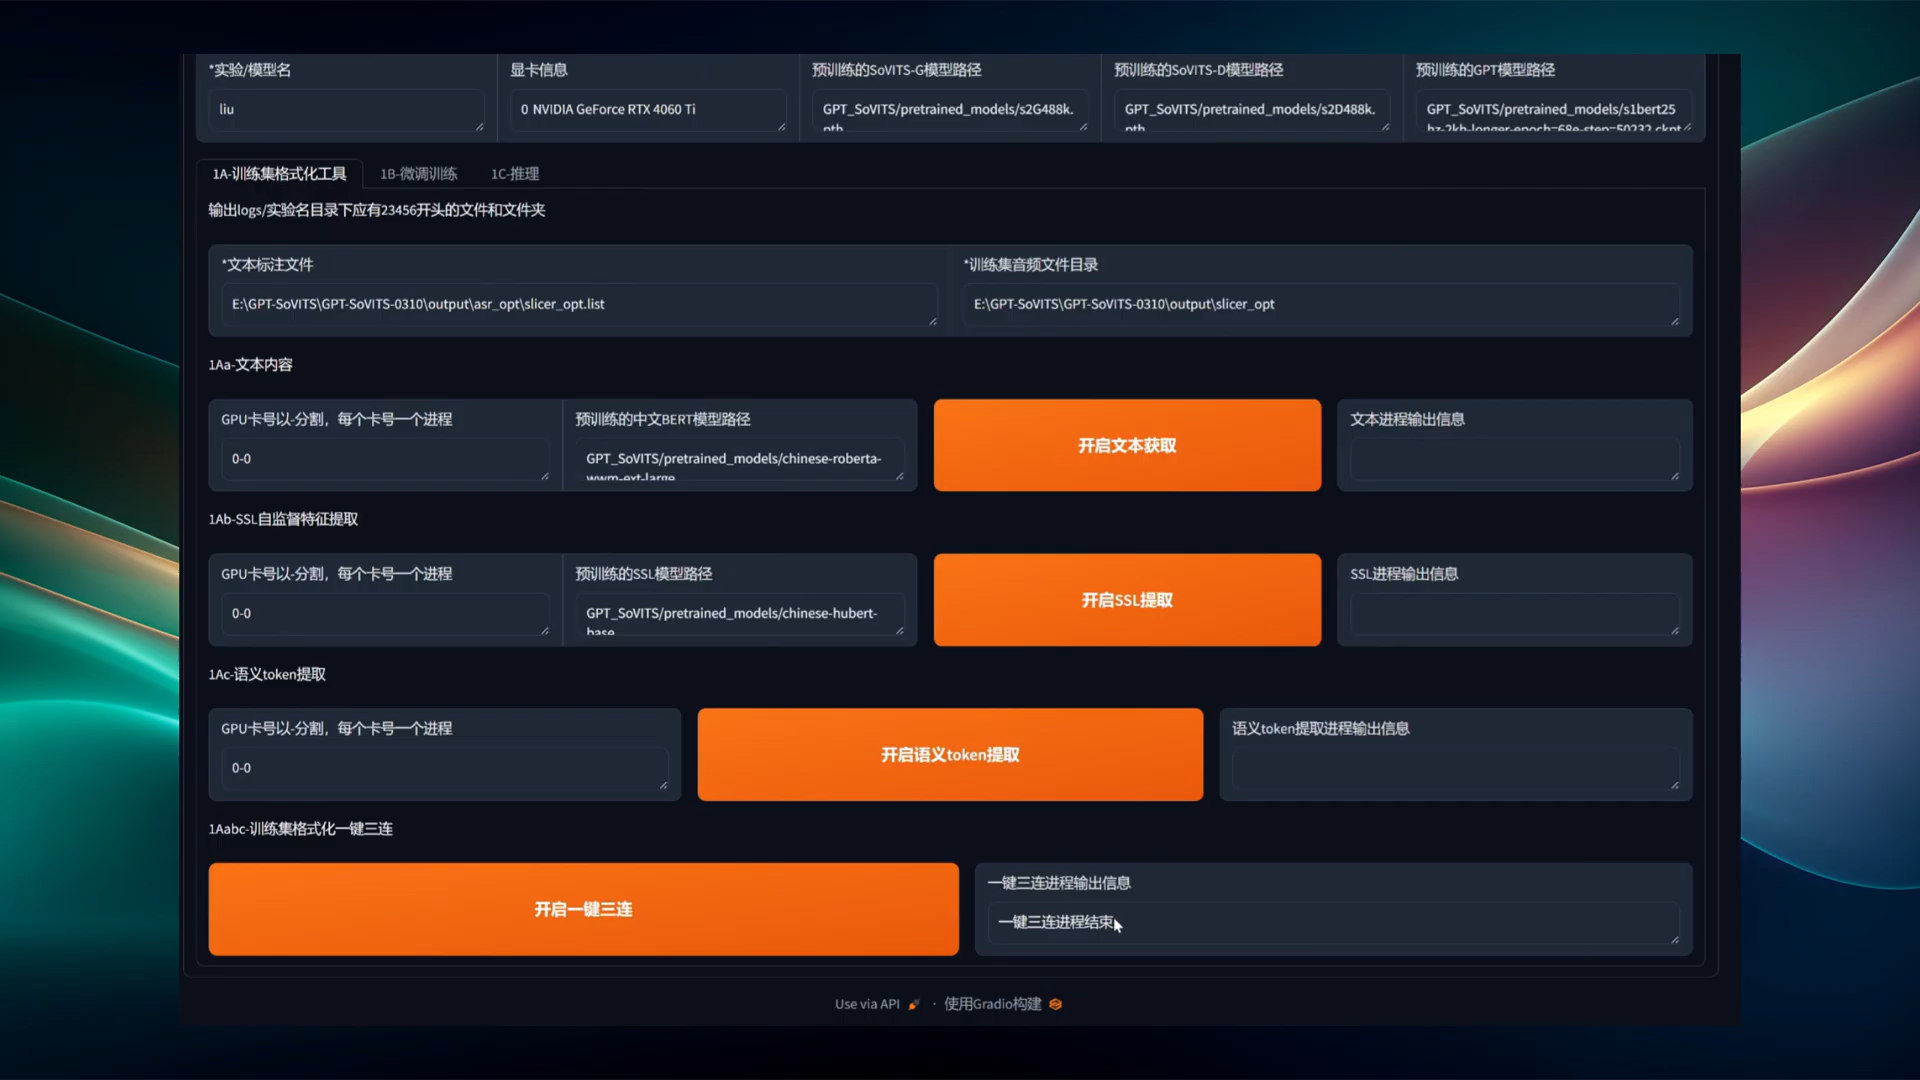 *实验/模型名
liu
显卡信息
0 NVIDIA GeForce RTX 4060 Ti
预训练的SoVITS-G模型路径
GPT_SoVITS/pretrained_models/s2G488k.
pth
预训练的SoVITS-D模型路径
GPT_SoVITS/pretrained_models/s2D488k.
pth
预训练的GPT模型路径
GPT_SoVITS/pretrained_models/s1bert25
hz-2kh-longer-epoch=68e-step=50232.ckpt
1A-训练集格式化工具
1B-微调训练
1C-推理
输出logs/实验名目录下应有23456开头的文件和文件夹
*文本标注文件
E:\GPT-SoVITS\GPT-SoVITS-0310\output\asr_opt\slicer_opt.list
*训练集音频文件目录
E:\GPT-SoVITS\GPT-SoVITS-0310\output\slicer_opt
1Aa-文本内容
GPU卡号以-分割，每个卡号一个进程
0-0
预训练的中文BERT模型路径
GPT_SoVITS/pretrained_models/chinese-roberta-
wwm-ext-large
开启文本获取
文本进程输出信息
1Ab-SSL自监督特征提取
GPU卡号以-分割，每个卡号一个进程
0-0
预训练的SSL模型路径
GPT_SoVITS/pretrained_models/chinese-hubert-
base
开启SSL提取
SSL进程输出信息
1Ac-语义token提取
GPU卡号以-分割，每个卡号一个进程
0-0
开启语义token提取
语义token提取进程输出信息
1Aabc-训练集格式化一键三连
开启一键三连
一键三连进程输出信息
一键三连进程结束
Use via API · 使用Gradio构建